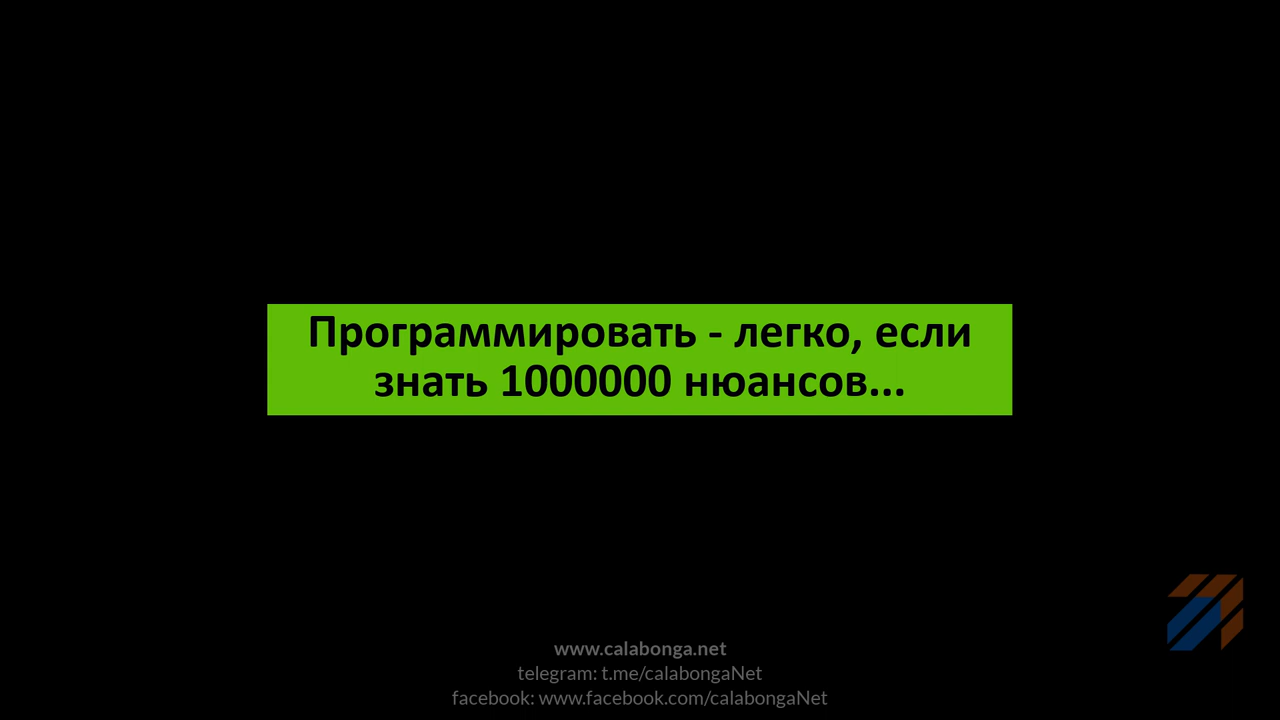 Программировать - легко, если
знать 1000000 нюансов...
www.calabonga.net
telegram: t.me/calabongaNet
facebook: www.facebook.com/calabongaNet